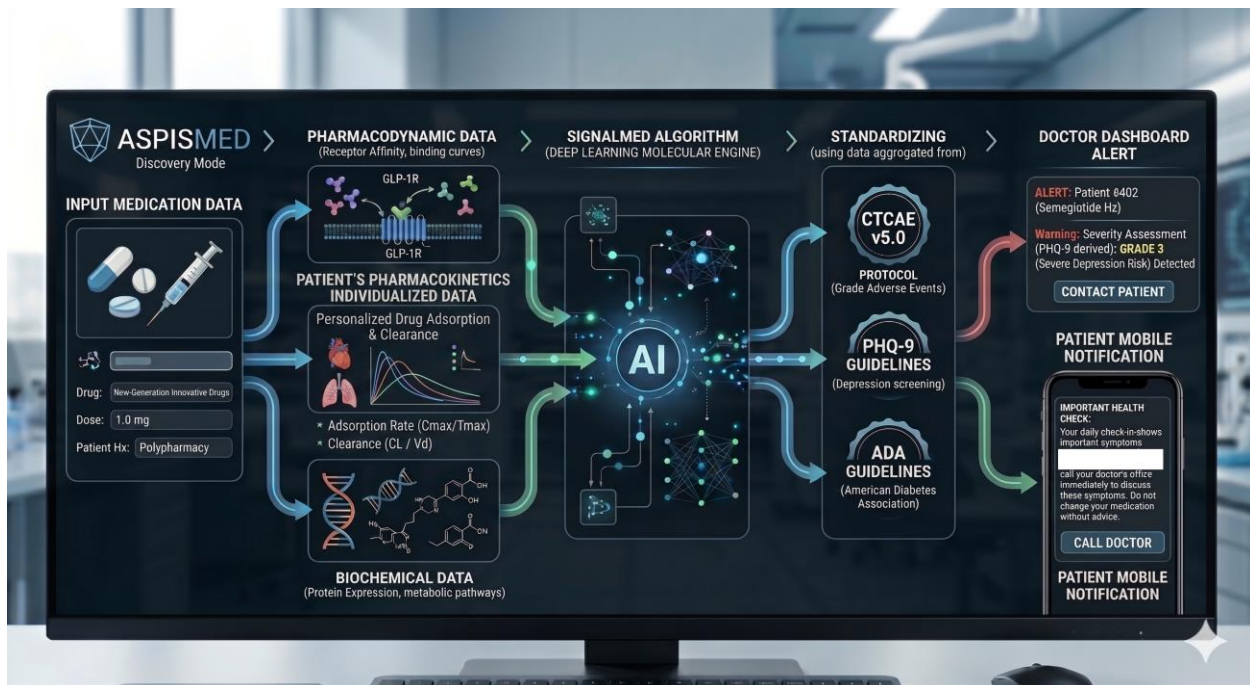 ASPISMED
Discovery Mode
INPUT MEDICATION DATA
Drug: New-Generation Innovative Drugs
Dose: 1.0 mg
Patient Hx: Polypharmacy
PHARMACODYNAMIC DATA
(Receptor Affinity, binding curves)
GLP-1R
GLP-1R
PATIENT'S PHARMACOKINETICS
INDIVIDUALIZED DATA
Personalized Drug Adsorption
& Clearance
* Adsorption Rate (Cmax/Tmax)
* Clearance (CL / Vd)
BIOCHEMICAL DATA
(Protein Expression, metabolic pathways)
SIGNALMED ALGORITHM
(DEEP LEARNING MOLECULAR ENGINE)
AI
STANDARDIZING
(using data aggrogated from)
CTCAE
v5.0
PROTOCOL
(Grade Adverse Events)
PHQ-9
GUIDELINES
(Depression screening)
ADA
GUIDELINES
(American Diabetes
Association)
DOCTOR DASHBOARD
ALERT
ALERT: Patient 402
(Semegiotide Hz)
Warning: Severity Assessment
(PHQ-9 derived): GRADE 3
(Severe Depression Risk) Detected
CONTACT PATIENT
PATIENT MOBILE
NOTIFICATION
IMPORTANT HEALTH
CHECK:
Your daily check-in-shows
important symptoms
call your doctor's office
immediately to discuss
these symptoms. Do not
change your medication
without advice.
CALL DOCTOR
PATIENT MOBILE
NOTIFICATION